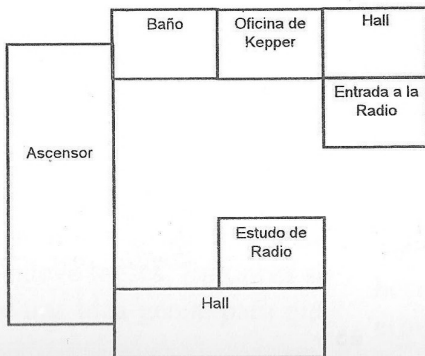 Baño
Oficina de
Kepper
Hall
Entrada a la
Radio
Ascensor
Estudo de
Radio
Hall